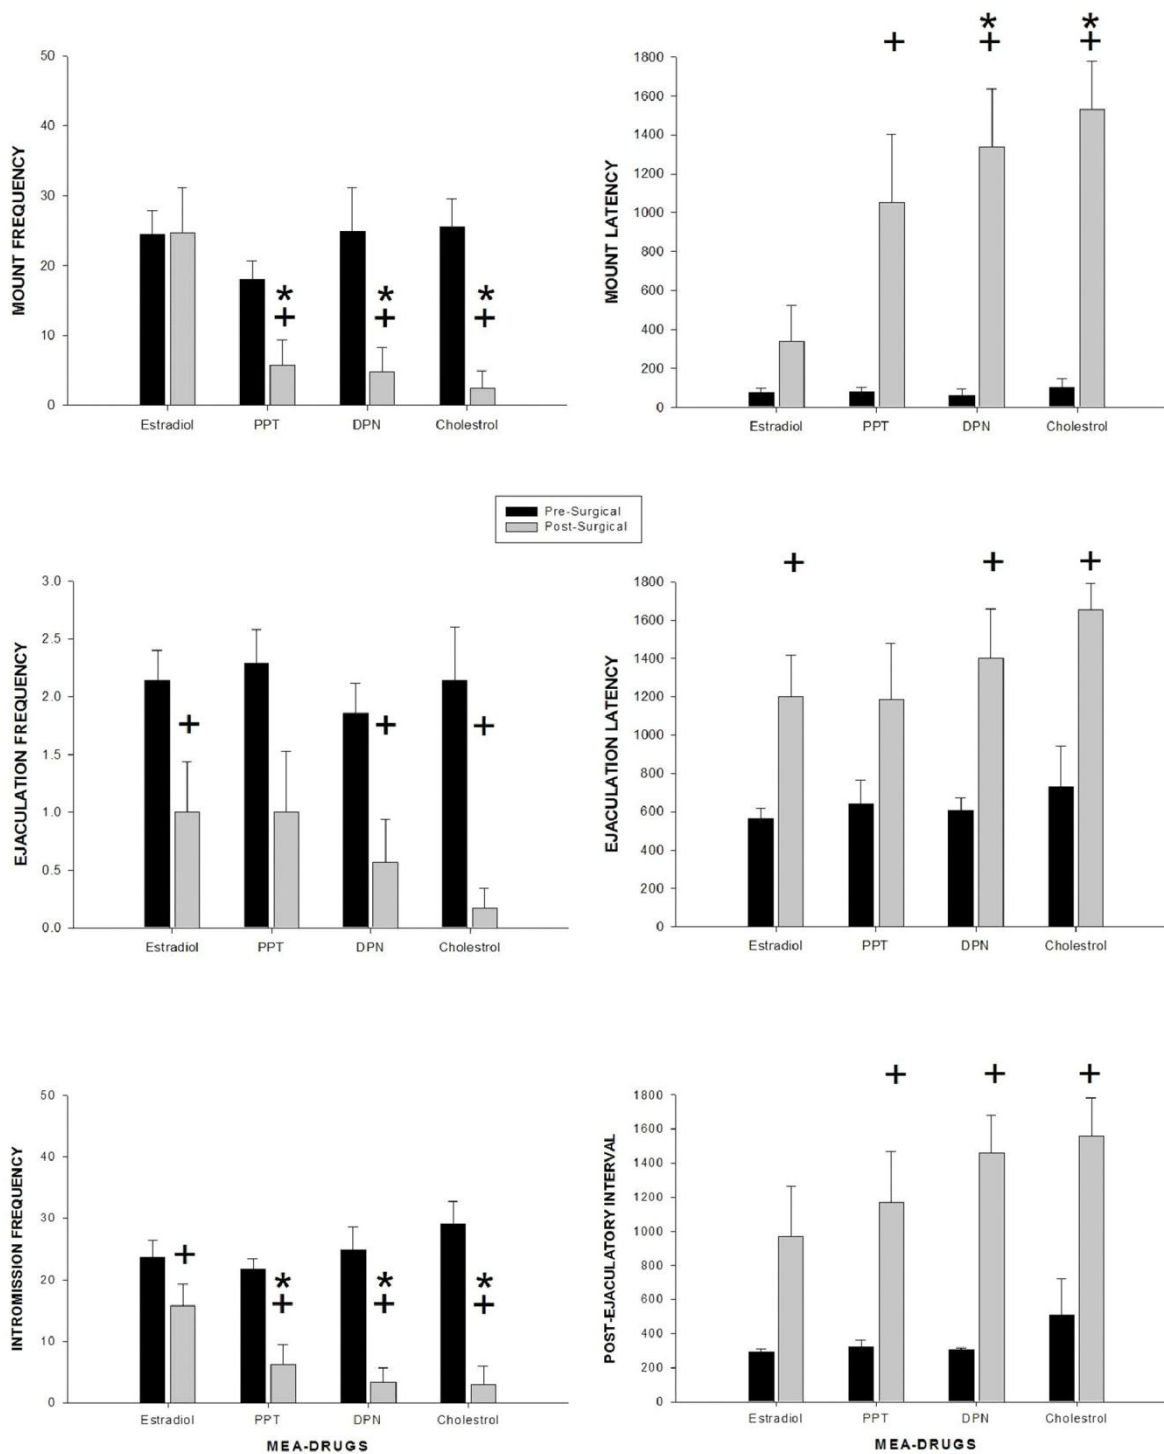 MOUNT FREQUENCY
50
40
30
20
10
0
* * *
+ + +
Estradiol PPT DPN Cholestrol
MOUNT LATENCY
* *
+ + +
1800
1600
1400
1200
1000
800
600
400
200
0
Estradiol PPT DPN Cholestrol
Pre-Surgical
Post-Surgical
EJACULATION FREQUENCY
3.0
2.5
2.0
1.5
1.0
0.5
0.0
+ + +
Estradiol PPT DPN Cholestrol
EJACULATION LATENCY
+ + +
1800
1600
1400
1200
1000
800
600
400
200
0
Estradiol PPT DPN Cholestrol
INTROMISSION FREQUENCY
50
40
30
20
10
0
+ * * *
+ + +
Estradiol PPT DPN Cholestrol
MEA-DRUGS
POST-EJACULATORY INTERVAL
+ + +
1800
1600
1400
1200
1000
800
600
400
200
0
Estradiol PPT DPN Cholestrol
MEA-DRUGS